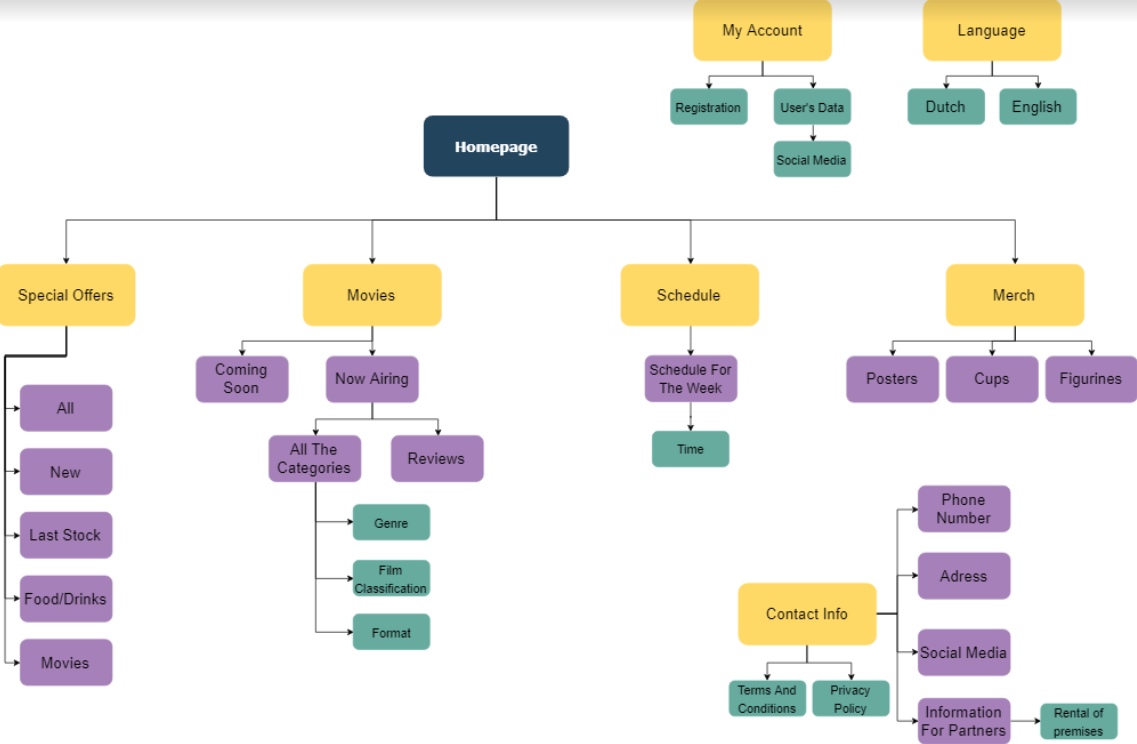 My Account
Language
Registration
User's Data
Dutch
English
Social Media
Homepage
Special Offers
Movies
Schedule
Merch
Coming
Soon
Now Airing
Schedule For
The Week
Posters
Cups
Figurines
All
New
Last Stock
Food/Drinks
Movies
All The
Categories
Reviews
Time
Genre
Film
Classification
Format
Phone
Number
Adress
Contact Info
Social Media
Terms And
Conditions
Privacy
Policy
Information
For Partners
Rental of
premises